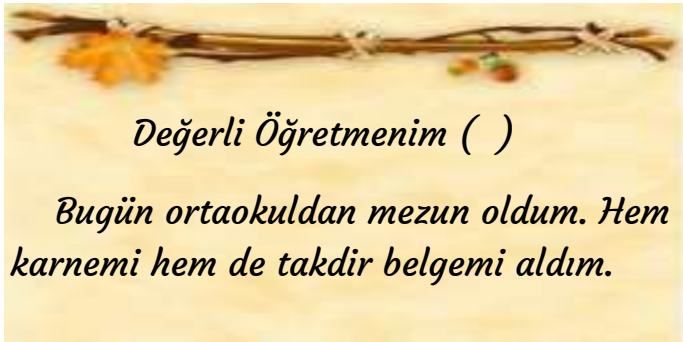 Değerli Öğretmenim (  )
Bugün ortaokuldan mezun oldum. Hem
karnemi hem de takdir belgemi aldım.